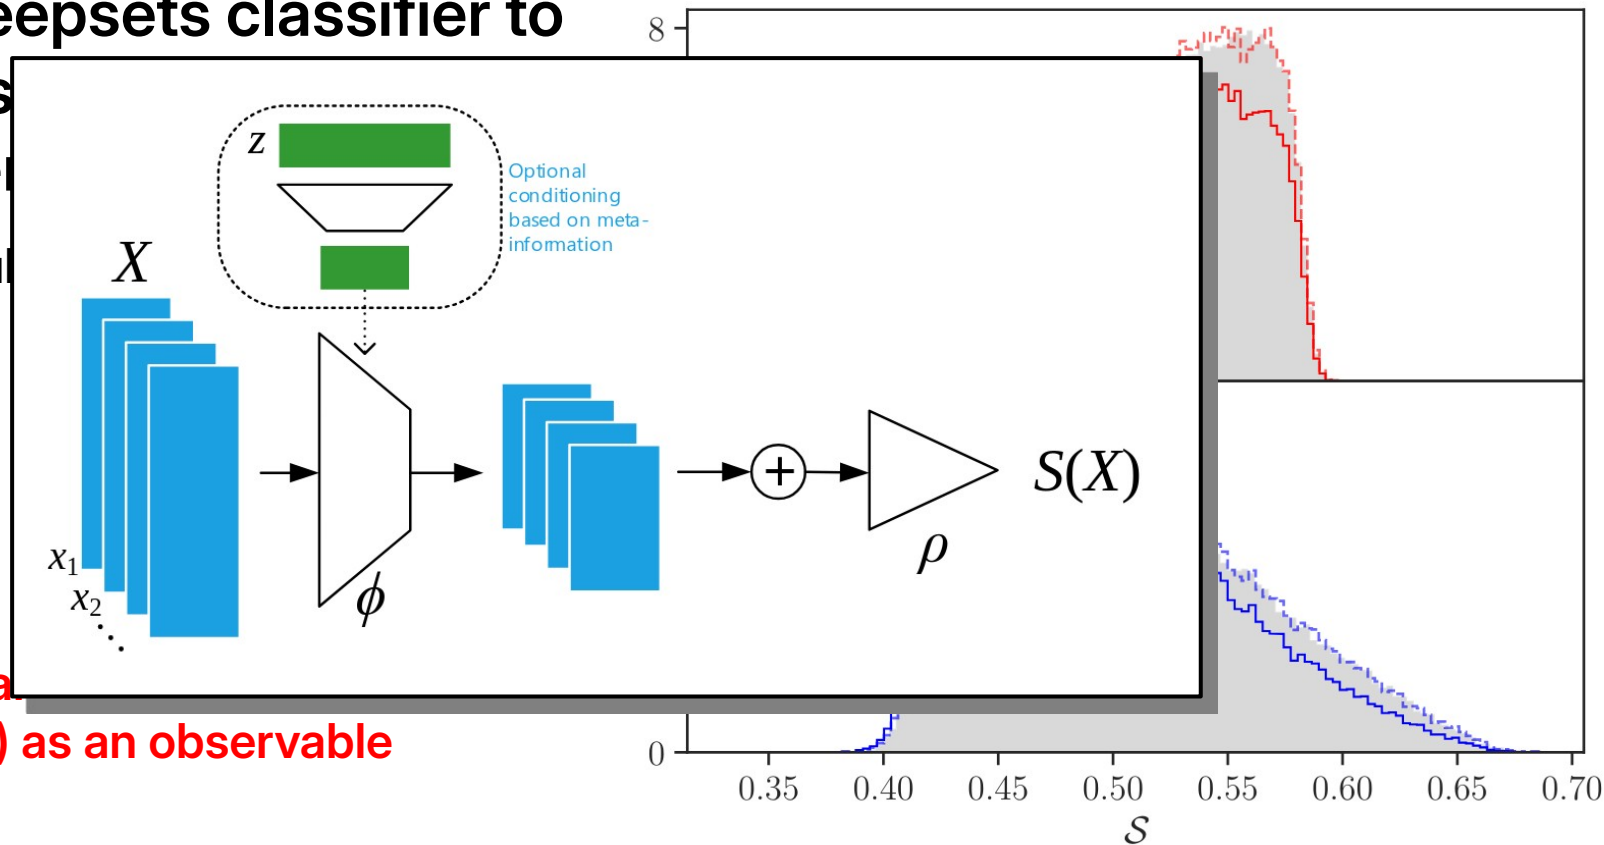 eepsets classifier to
s
el
z
Optional
conditioning
based on meta-
information
X
x1
x2
ϕ
+
ρ
S(X)
a
) as an observable
8
0
0.35 0.40 0.45 0.50 0.55 0.60 0.65 0.70
𝒮